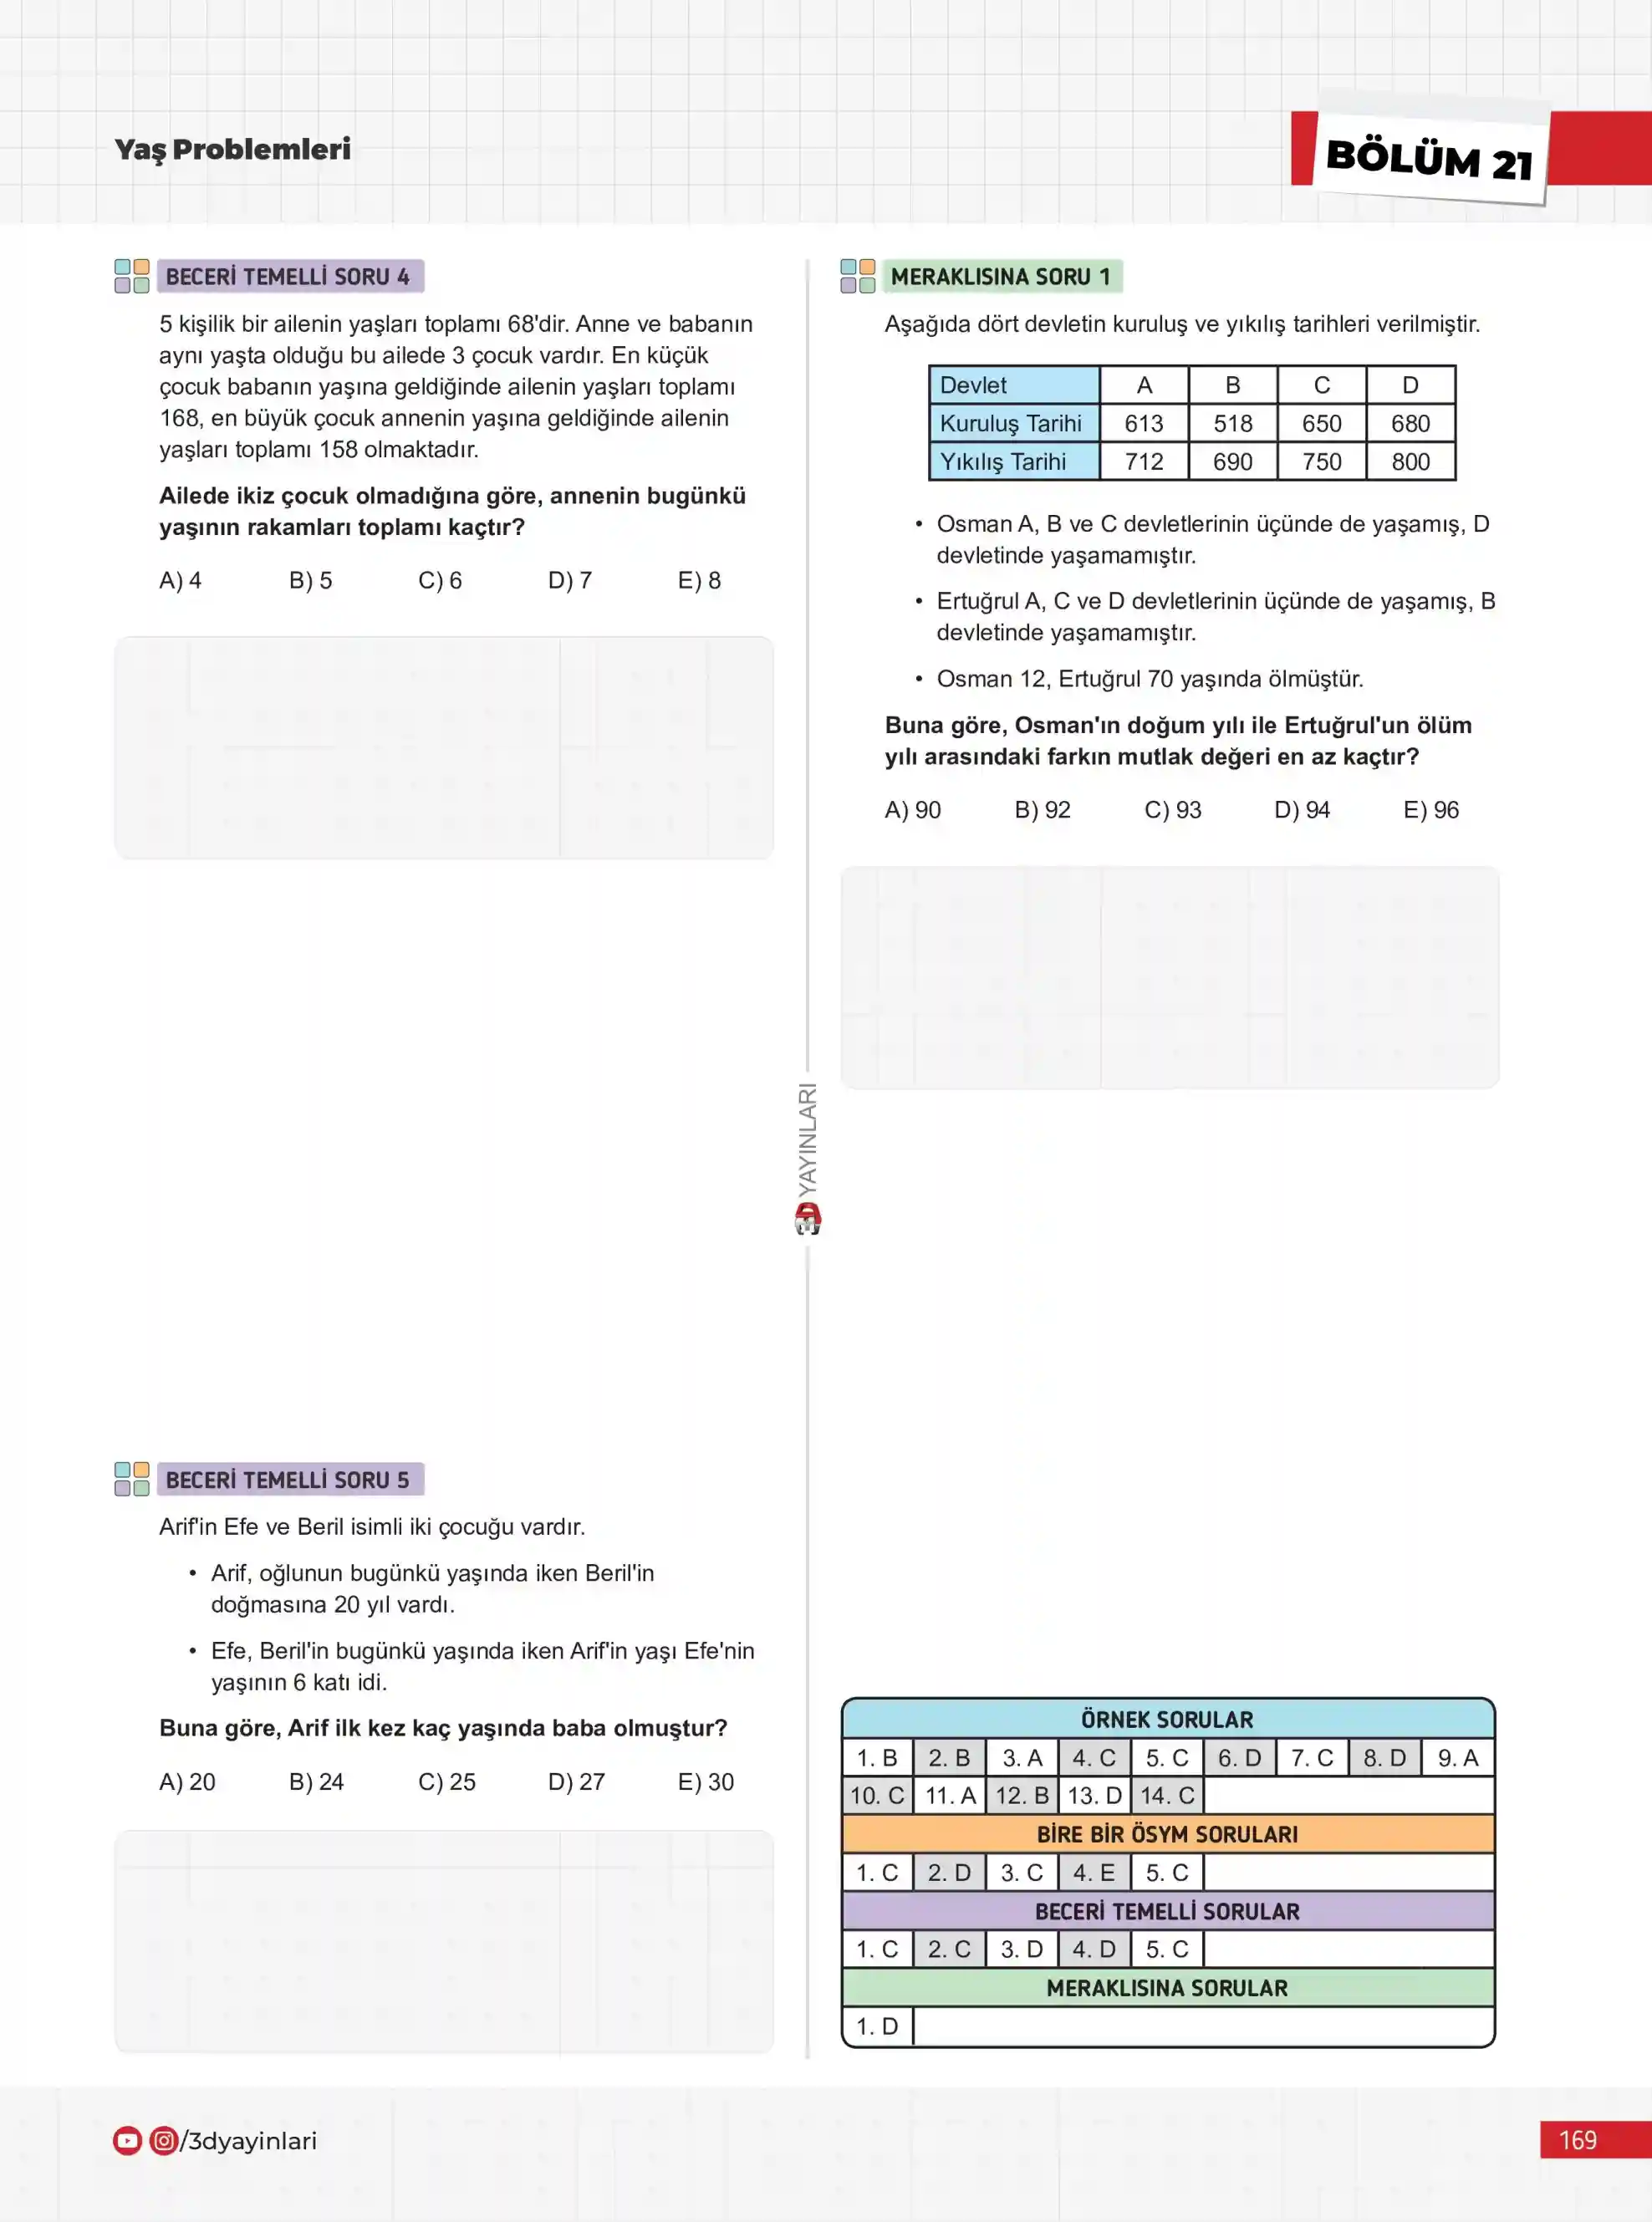 Yaş Problemleri
BÖLÜM 21
BECERİ TEMELLİ SORU 4
5 kişilik bir ailenin yaşları toplamı 68'dir. Anne ve babanın
aynı yaşta olduğu bu ailede 3 çocuk vardır. En küçük
çocuk babanın yaşına geldiğinde ailenin yaşları toplamı
168, en büyük çocuk annenin yaşına geldiğinde ailenin
yaşları toplamı 158 olmaktadır.
Ailede ikiz çocuk olmadığına göre, annenin bugünkü
yaşının rakamları toplamı kaçtır?
A) 4 B) 5 C) 6 D) 7 E) 8
BECERİ TEMELLİ SORU 5
Arif'in Efe ve Beril isimli iki çocuğu vardır.
• Arif, oğlunun bugünkü yaşında iken Beril'in
doğmasına 20 yıl vardı.
• Efe, Beril'in bugünkü yaşında iken Arif'in yaşı Efe'nin
yaşının 6 katı idi.
Buna göre, Arif ilk kez kaç yaşında baba olmuştur?
A) 20 B) 24 C) 25 D) 27 E) 30
YAYINLARI
MERAKLISINA SORU 1
Aşağıda dört devletin kuruluş ve yıkılış tarihleri verilmiştir.
Devlet A B C D
Kuruluş Tarihi 613 518 650 680
Yıkılış Tarihi 712 690 750 800
• Osman A, B ve C devletlerinin üçünde de yaşamış, D
devletinde yaşamamıştır.
• Ertuğrul A, C ve D devletlerinin üçünde de yaşamış, B
devletinde yaşamamıştır.
• Osman 12, Ertuğrul 70 yaşında ölmüştür.
Buna göre, Osman'ın doğum yılı ile Ertuğrul'un ölüm
yılı arasındaki farkın mutlak değeri en az kaçtır?
A) 90 B) 92 C) 93 D) 94 E) 96
ÖRNEK SORULAR
1. B 2. B 3. A 4. C 5. C 6. D 7. C 8. D 9. A
10. C 11. A 12. B 13. D 14. C
BİRE BİR ÖSYM SORULARI
1. C 2. D 3. C 4. E 5. C
BECERİ TEMELLİ SORULAR
1. C 2. C 3. D 4. D 5. C
MERAKLISINA SORULAR
1. D
/3dyayinlari
169